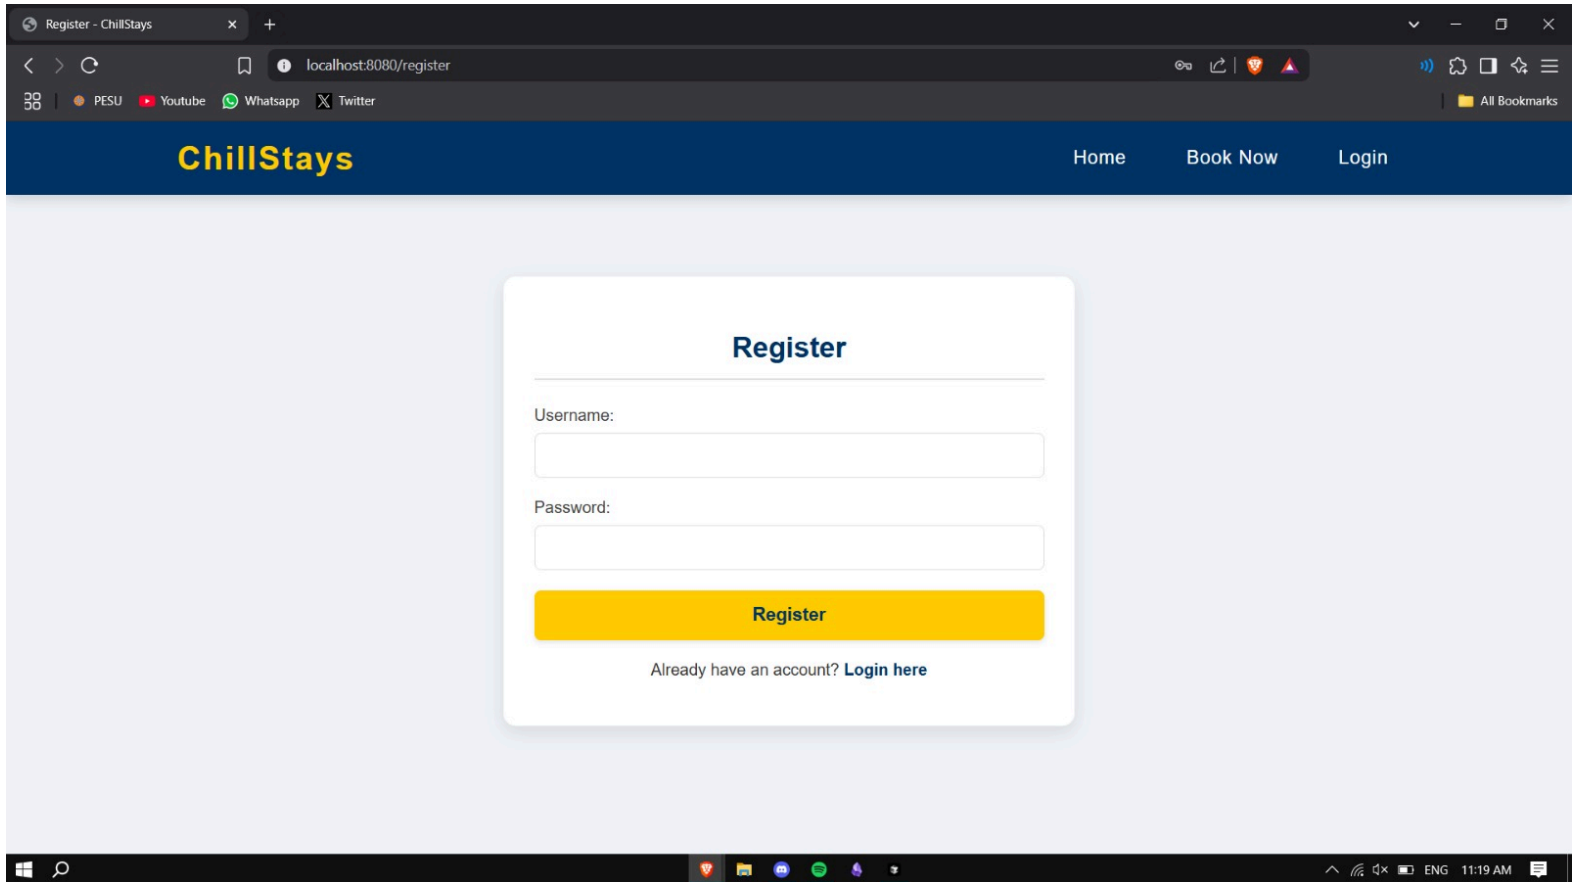 Register - ChillStays
localhost:8080/register
PESU Youtube Whatsapp Twitter All Bookmarks
ChillStays Home Book Now Login
Register
Username:
Password:
Register
Already have an account? Login here
ENG 11:19 AM